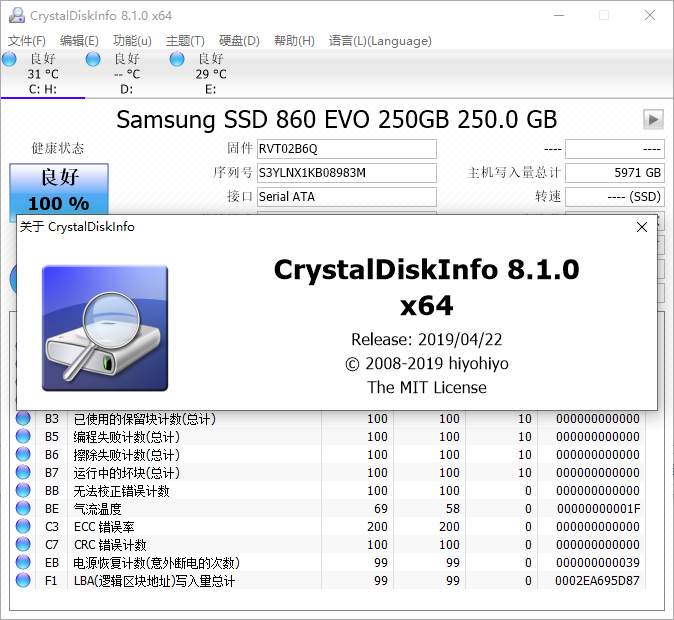 CrystalDiskInfo 8.1.0 x64
文件(F) 编辑(E) 功能(u) 主题(T) 硬盘(D) 帮助(H) 语言(L)(Language)
良好 良好 良好
31 °C -- °C 29 °C
C: H: D: E:
Samsung SSD 860 EVO 250GB 250.0 GB
健康状态 固件 RVT02B6Q ---- ----
良好 序列号 S3YLNX1KB08983M 主机写入量总计 5971 GB
100 % 接口 Serial ATA 转速 ---- (SSD)
关于 CrystalDiskInfo
CrystalDiskInfo 8.1.0
x64
Release: 2019/04/22
© 2008-2019 hiyohiyo
The MIT License
B3 已使用的保留块计数(总计) 100 100 10 000000000000
B5 编程失败计数(总计) 100 100 10 000000000000
B6 擦除失败计数(总计) 100 100 10 000000000000
B7 运行中的坏块(总计) 100 100 10 000000000000
BB 无法校正错误计数 100 100 0 000000000000
BE 气流温度 69 58 0 00000000001F
C3 ECC 错误率 200 200 0 000000000000
C7 CRC 错误计数 100 100 0 000000000000
EB 电源恢复计数(意外断电的次数) 99 99 0 000000000039
F1 LBA(逻辑区块地址)写入量总计 99 99 0 0002EA695D87